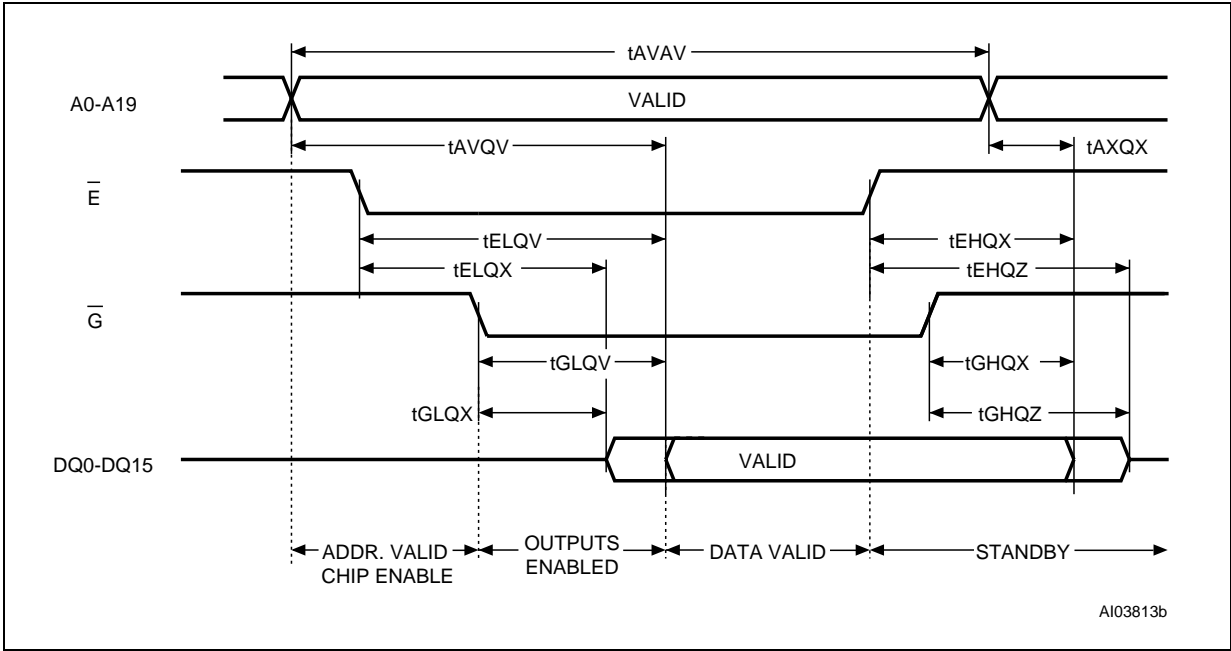 tAVAV
A0-A19
VALID
tAVQV
tAXQX
E
tELQV
tEHQX
tELQX
tEHQZ
G
tGLQV
tGHQX
tGLQX
tGHQZ
DQ0-DQ15
VALID
ADDR. VALID
CHIP ENABLE
OUTPUTS
ENABLED
DATA VALID
STANDBY
AI03813b